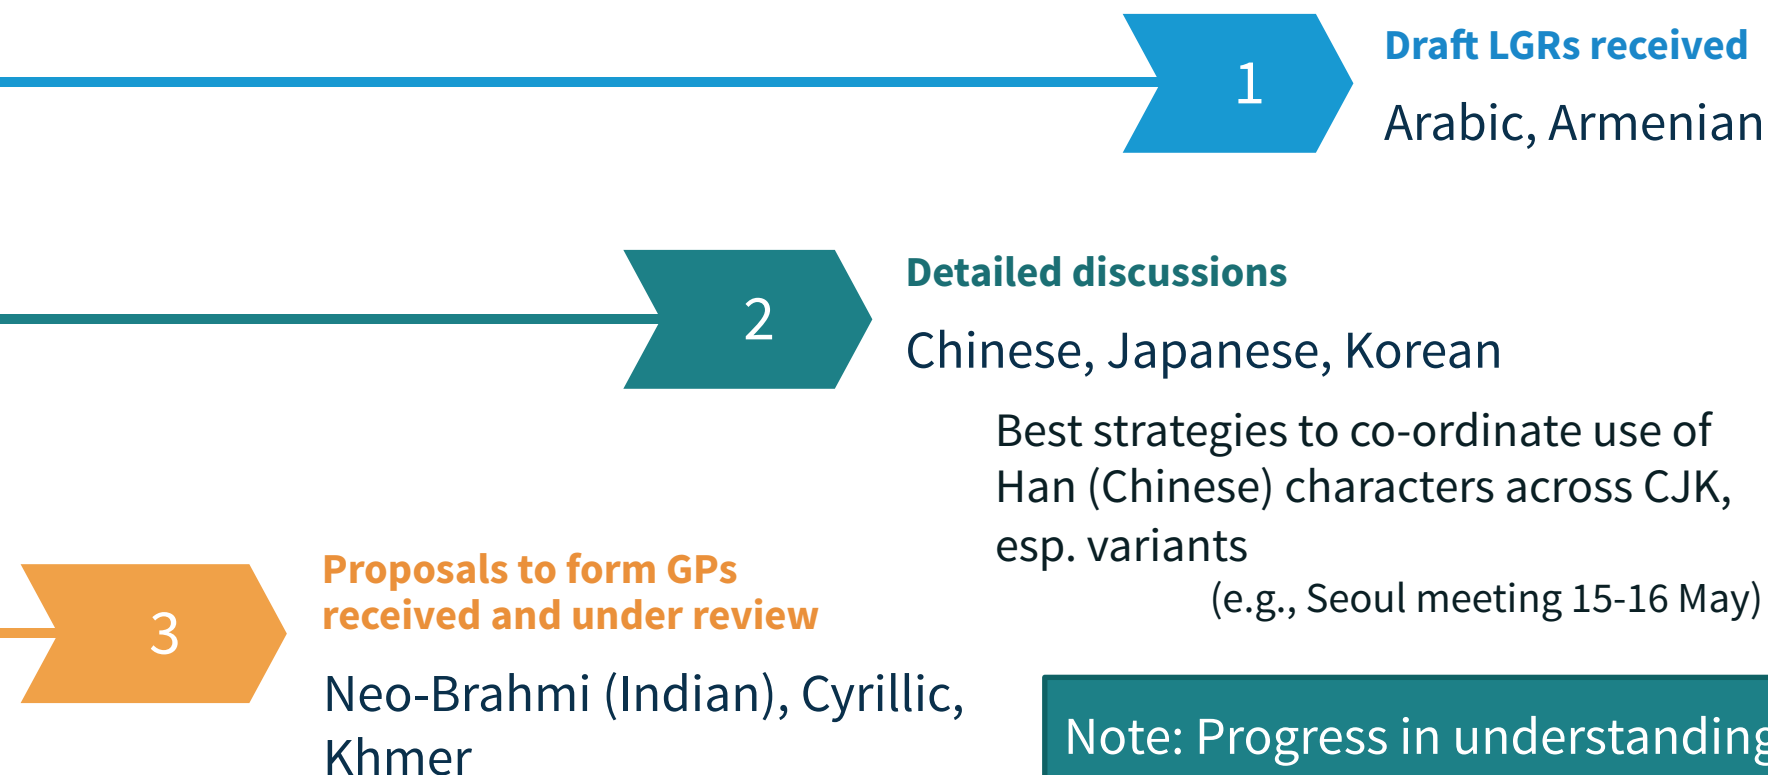 1
Draft LGRs received
Arabic, Armenian
2
Detailed discussions
Chinese, Japanese, Korean
Best strategies to co-ordinate use of
Han (Chinese) characters across CJK,
esp. variants
(e.g., Seoul meeting 15-16 May)
3
Proposals to form GPs
received and under review
Neo-Brahmi (Indian), Cyrillic,
Khmer
Note: Progress in understanding